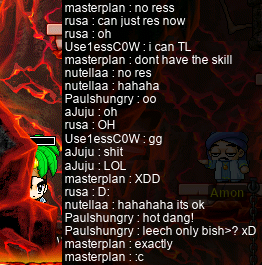 masterplan : no ress
rusa : can just res now
rusa : oh
Use1essC0W : i can TL
masterplan : dont have the skill
nutellaa : no res
nutellaa : hahaha
Paulshungry : oo
aJuju : oh
rusa : OH
Use1essC0W : gg
aJuju : shit
aJuju : LOL
masterplan : XDD
rusa : D:
nutellaa : hahahaha its ok
Paulshungry : hot dang!
Paulshungry : leech only bish>? xD
masterplan : exactly
masterplan : :c
Amon